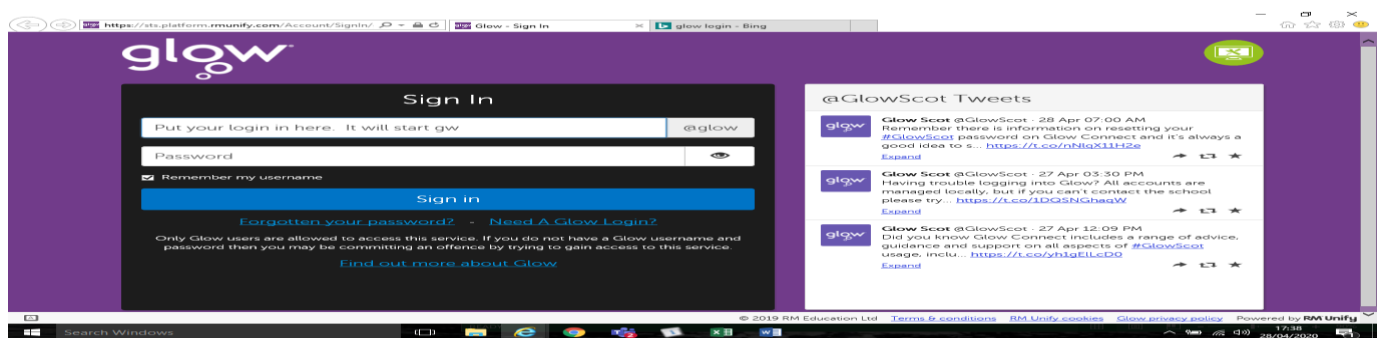 https://sts.platform.rmunify.com/Account/SignIn/
Glow - Sign In
glow login - Bing
glow
Sign In
Put your login in here. It will start gw
@glow
Password
Remember my username
Sign in
Forgotten your password? - Need A Glow Login?
Only Glow users are allowed to access this service. If you do not have a Glow username and
password then you may be committing an offence by trying to gain access to this service.
Find out more about Glow
@GlowScot Tweets
glow
Glow Scot @GlowScot · 28 Apr 07:00 AM
Remember there is information on resetting your
#GlowScot password on Glow Connect and it's always a
good idea to s... https://t.co/nNlqX11H2e
Expand
glow
Glow Scot @GlowScot · 27 Apr 03:30 PM
Having trouble logging into Glow? All accounts are
managed locally, but if you can't contact the school
please try... https://t.co/1DQSNGhaqW
Expand
glow
Glow Scot @GlowScot · 27 Apr 12:09 PM
Did you know Glow Connect includes a range of advice,
guidance and support on all aspects of #GlowScot
usage, inclu... https://t.co/yh1gElLcD0
Expand
© 2019 RM Education Ltd Terms & conditions RM Unify cookies Glow privacy policy Powered by RM Unify
Search Windows
17:38
28/04/2020